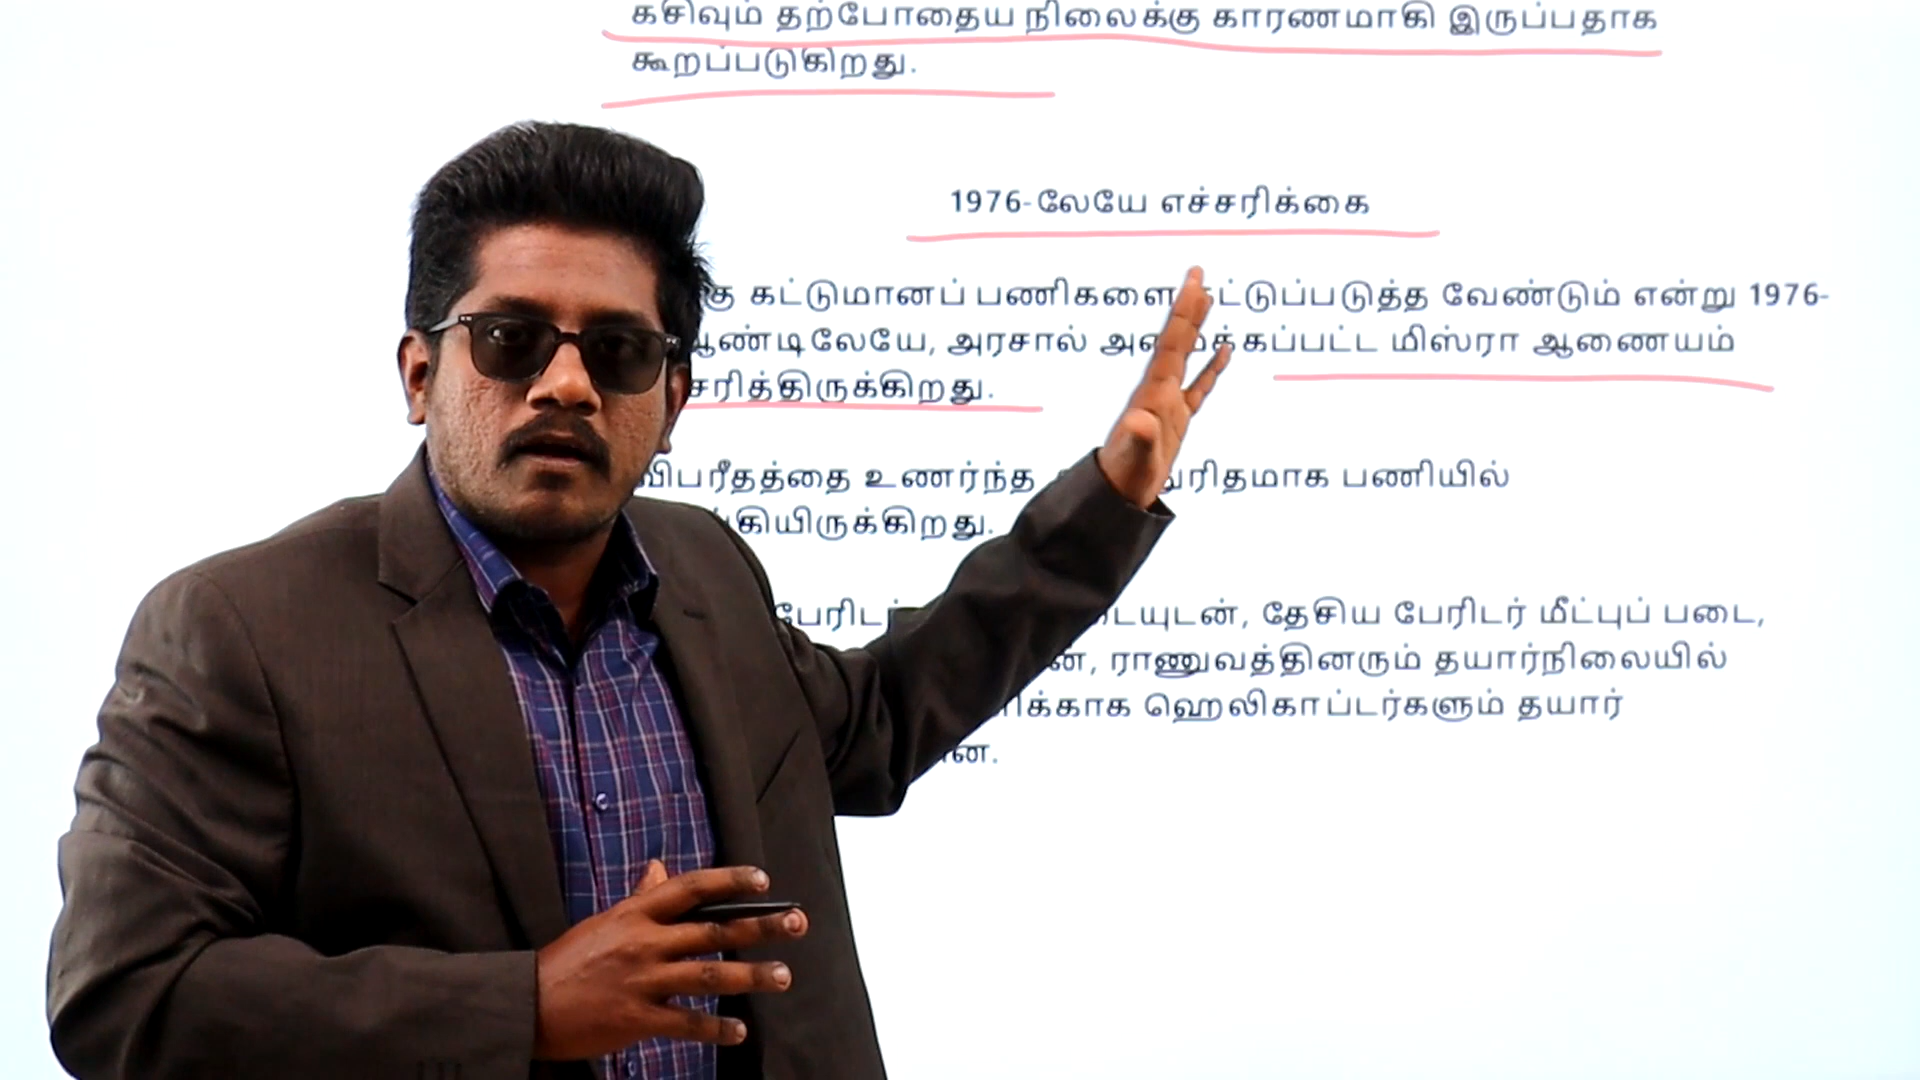 கசிவும் தற்போதைய நிலைக்கு காரணமாகி இருப்பதாக
கூறப்படுகிறது.
1976-லேயே எச்சரிக்கை
கட்டுமானப் பணிகளை கட்டுப்படுத்த வேண்டும் என்று 1976-
ஆண்டிலேயே, அரசால் அமைக்கப்பட்ட மிஸ்ரா ஆணையம்
சரித்திருக்கிறது.
விபரீதத்தை உணர்ந்த துரிதமாக பணியில்
கியிருக்கிறது.
பேரிடர் டையுடன், தேசிய பேரிடர் மீட்புப் படை,
ராணுவத்தினரும் தயார்நிலையில்
ஹெலிகாப்டர்களும் தயார்